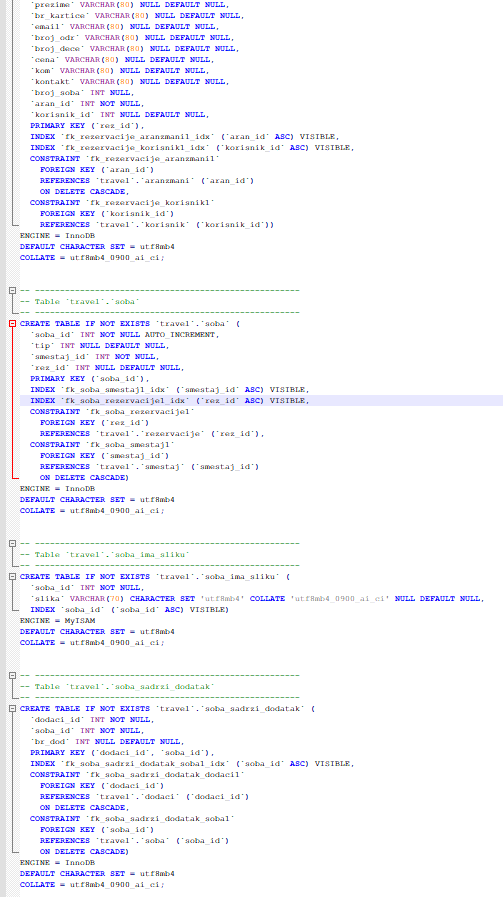 `prezime` VARCHAR(80) NULL DEFAULT NULL,
`br_kartice` VARCHAR(80) NULL DEFAULT NULL,
`email` VARCHAR(80) NULL DEFAULT NULL,
`broj_odr` VARCHAR(80) NULL DEFAULT NULL,
`broj_dece` VARCHAR(80) NULL DEFAULT NULL,
`cena` VARCHAR(80) NULL DEFAULT NULL,
`kom` VARCHAR(80) NULL DEFAULT NULL,
`kontakt` VARCHAR(80) NULL DEFAULT NULL,
`broj_soba` INT NULL,
`aran_id` INT NOT NULL,
`korisnik_id` INT NULL DEFAULT NULL,
PRIMARY KEY (`rez_id`),
INDEX `fk_rezervacije_aranzmani1_idx` (`aran_id` ASC) VISIBLE,
INDEX `fk_rezervacije_korisnik1_idx` (`korisnik_id` ASC) VISIBLE,
CONSTRAINT `fk_rezervacije_aranzmani1`
FOREIGN KEY (`aran_id`)
REFERENCES `travel`.`aranzmani` (`aran_id`)
ON DELETE CASCADE,
CONSTRAINT `fk_rezervacije_korisnik1`
FOREIGN KEY (`korisnik_id`)
REFERENCES `travel`.`korisnik` (`korisnik_id`))
ENGINE = InnoDB
DEFAULT CHARACTER SET = utf8mb4
COLLATE = utf8mb4_0900_ai_ci;
-- -----------------------------------------------------
-- Table `travel`.`soba`
-- -----------------------------------------------------
CREATE TABLE IF NOT EXISTS `travel`.`soba` (
`soba_id` INT NOT NULL AUTO_INCREMENT,
`tip` INT NULL DEFAULT NULL,
`smestaj_id` INT NOT NULL,
`rez_id` INT NULL DEFAULT NULL,
PRIMARY KEY (`soba_id`),
INDEX `fk_soba_smestaj1_idx` (`smestaj_id` ASC) VISIBLE,
INDEX `fk_soba_rezervacije1_idx` (`rez_id` ASC) VISIBLE,
CONSTRAINT `fk_soba_rezervacije1`
FOREIGN KEY (`rez_id`)
REFERENCES `travel`.`rezervacije` (`rez_id`),
CONSTRAINT `fk_soba_smestaj1`
FOREIGN KEY (`smestaj_id`)
REFERENCES `travel`.`smestaj` (`smestaj_id`)
ON DELETE CASCADE)
ENGINE = InnoDB
DEFAULT CHARACTER SET = utf8mb4
COLLATE = utf8mb4_0900_ai_ci;
-- -----------------------------------------------------
-- Table `travel`.`soba_ima_sliku`
-- -----------------------------------------------------
CREATE TABLE IF NOT EXISTS `travel`.`soba_ima_sliku` (
`soba_id` INT NOT NULL,
`slika` VARCHAR(70) CHARACTER SET 'utf8mb4' COLLATE 'utf8mb4_0900_ai_ci' NULL DEFAULT NULL,
INDEX `soba_id` (`soba_id` ASC) VISIBLE)
ENGINE = MyISAM
DEFAULT CHARACTER SET = utf8mb4
COLLATE = utf8mb4_0900_ai_ci;
-- -----------------------------------------------------
-- Table `travel`.`soba_sadrzi_dodatak`
-- -----------------------------------------------------
CREATE TABLE IF NOT EXISTS `travel`.`soba_sadrzi_dodatak` (
`dodaci_id` INT NOT NULL,
`soba_id` INT NOT NULL,
`br_dod` INT NULL DEFAULT NULL,
PRIMARY KEY (`dodaci_id`, `soba_id`),
INDEX `fk_soba_sadrzi_dodatak_soba1_idx` (`soba_id` ASC) VISIBLE,
CONSTRAINT `fk_soba_sadrzi_dodatak_dodaci1`
FOREIGN KEY (`dodaci_id`)
REFERENCES `travel`.`dodaci` (`dodaci_id`)
ON DELETE CASCADE,
CONSTRAINT `fk_soba_sadrzi_dodatak_soba1`
FOREIGN KEY (`soba_id`)
REFERENCES `travel`.`soba` (`soba_id`)
ON DELETE CASCADE)
ENGINE = InnoDB
DEFAULT CHARACTER SET = utf8mb4
COLLATE = utf8mb4_0900_ai_ci;